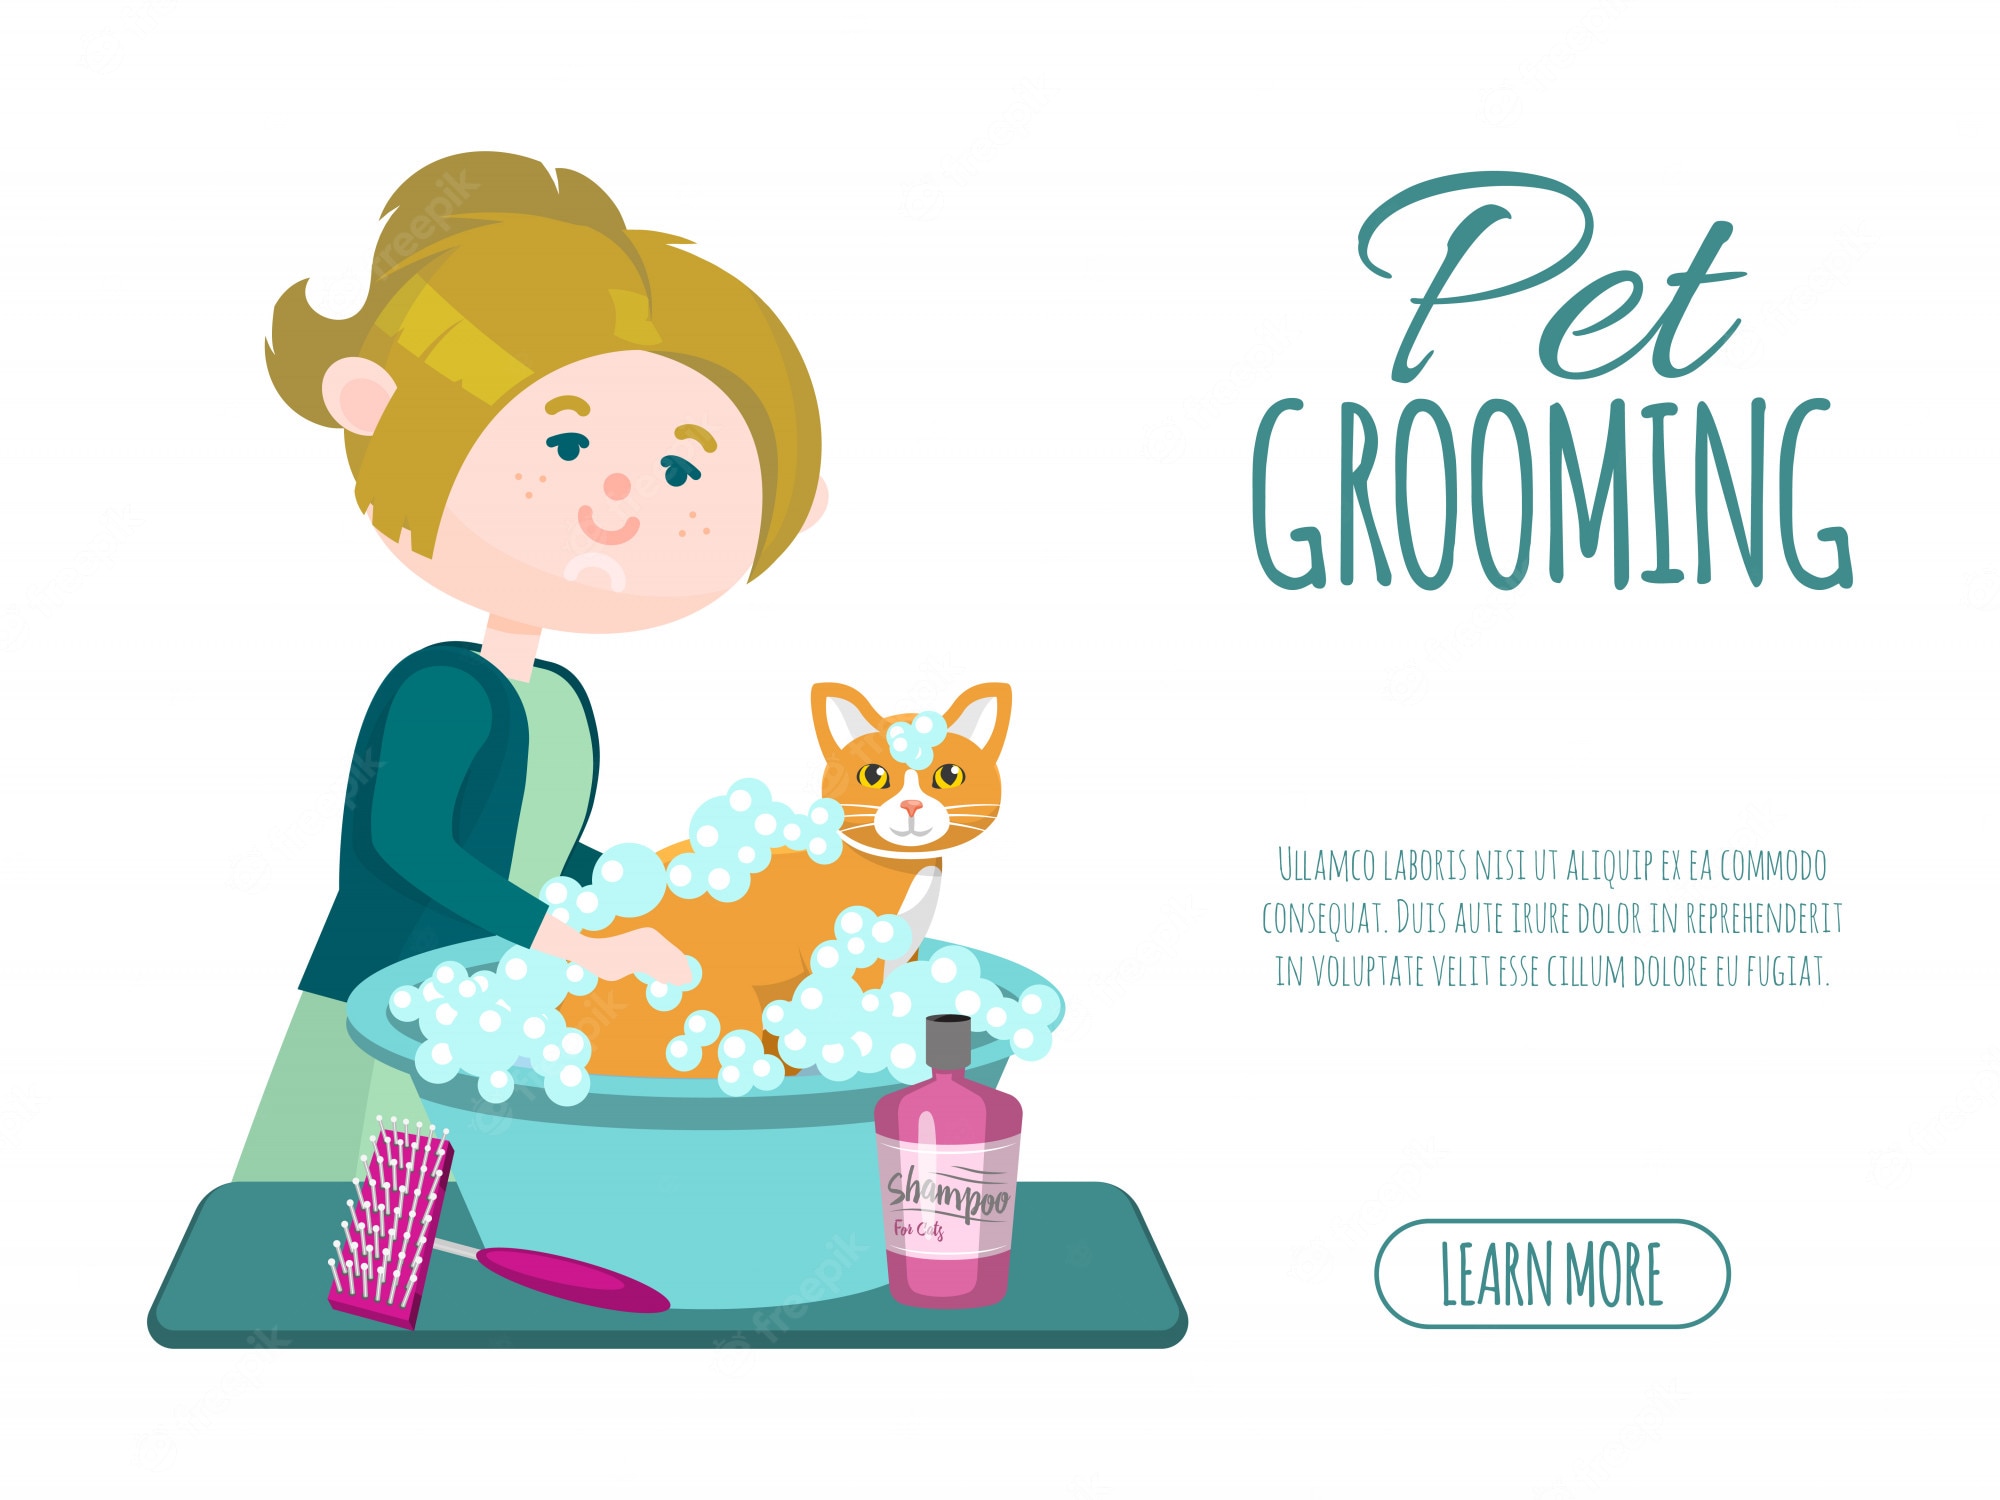 Pet
GROOMING
Ullamco laboris nisi ut aliquip ex ea commodo
consequat. Duis aute irure dolor in reprehenderit
in voluptate velit esse cillum dolore eu fugiat.
Shampoo
For Cats
LEARN MORE
freepik